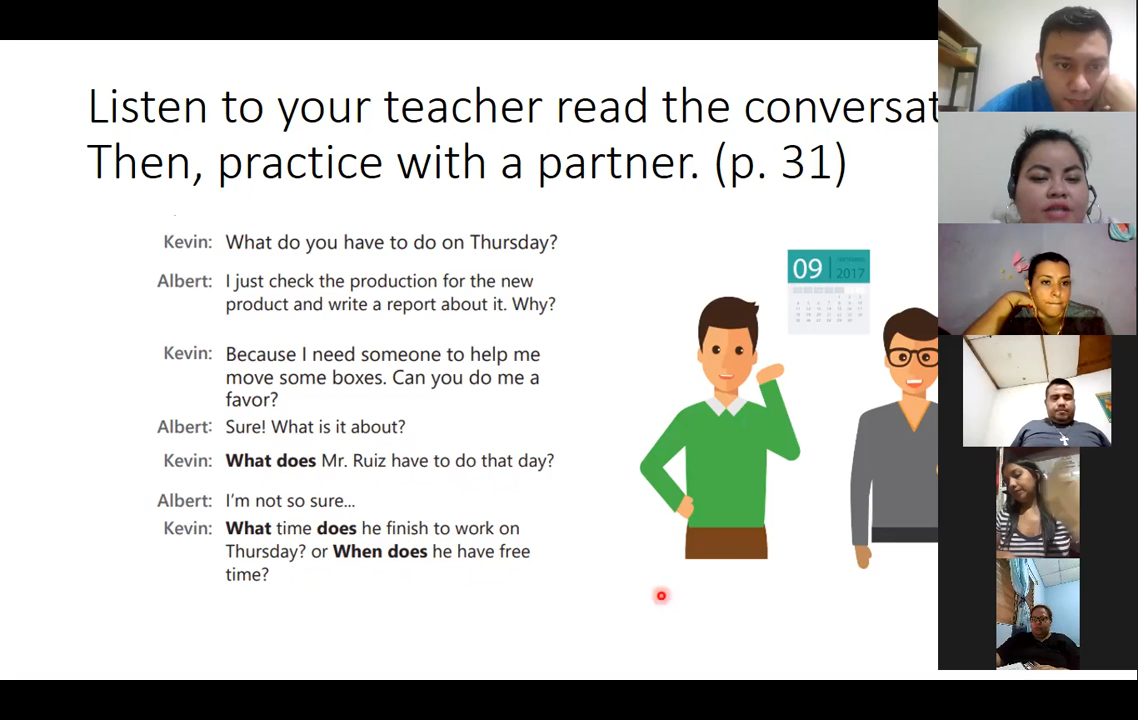 Listen to your teacher read the conversat
Then, practice with a partner. (p. 31)
Kevin: What do you have to do on Thursday?
Albert: I just check the production for the new
product and write a report about it. Why?
Kevin: Because I need someone to help me
move some boxes. Can you do me a
favor?
Albert: Sure! What is it about?
Kevin: What does Mr. Ruiz have to do that day?
Albert: I'm not so sure...
Kevin: What time does he finish to work on
Thursday? or When does he have free
time?
09
2017